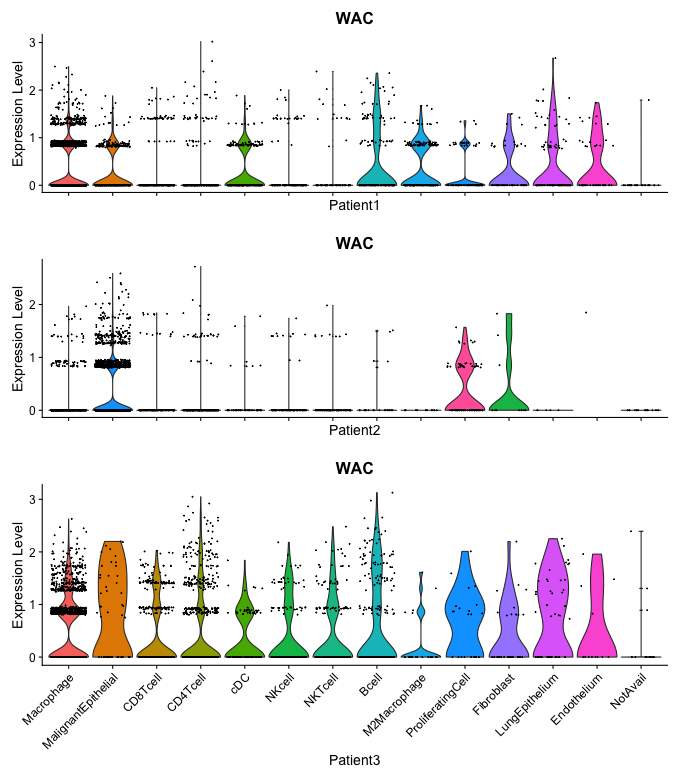 WAC
Expression Level
3
2
1
0
Patient1
WAC
Expression Level
2
1
0
Patient2
WAC
Expression Level
3
2
1
0
Macrophage
MalignantEpithelial
CD8Tcell
CD4Tcell
cDC
NKcell
NKTcell
Bcell
M2Macrophage
ProliferatingCell
Fibroblast
LungEpithelium
Endothelium
NotAvail
Patient3